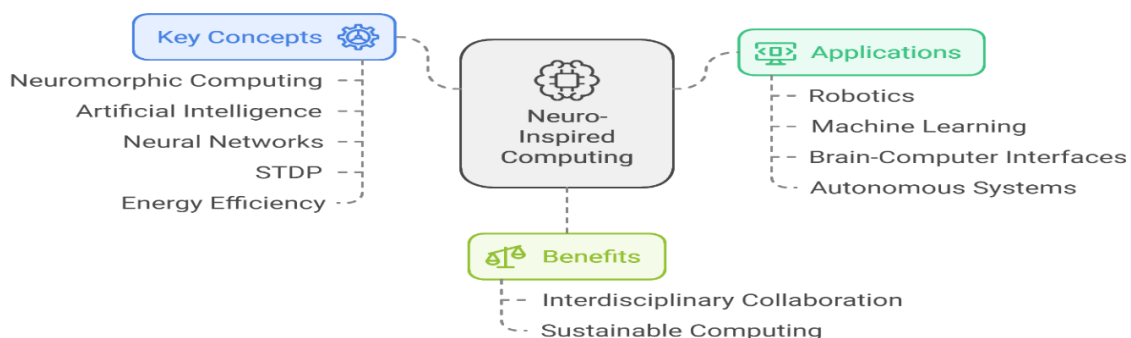 Key Concepts
Neuromorphic Computing
Artificial Intelligence
Neural Networks
STDP
Energy Efficiency
Neuro-
Inspired
Computing
Applications
Robotics
Machine Learning
Brain-Computer Interfaces
Autonomous Systems
Benefits
Interdisciplinary Collaboration
Sustainable Computing